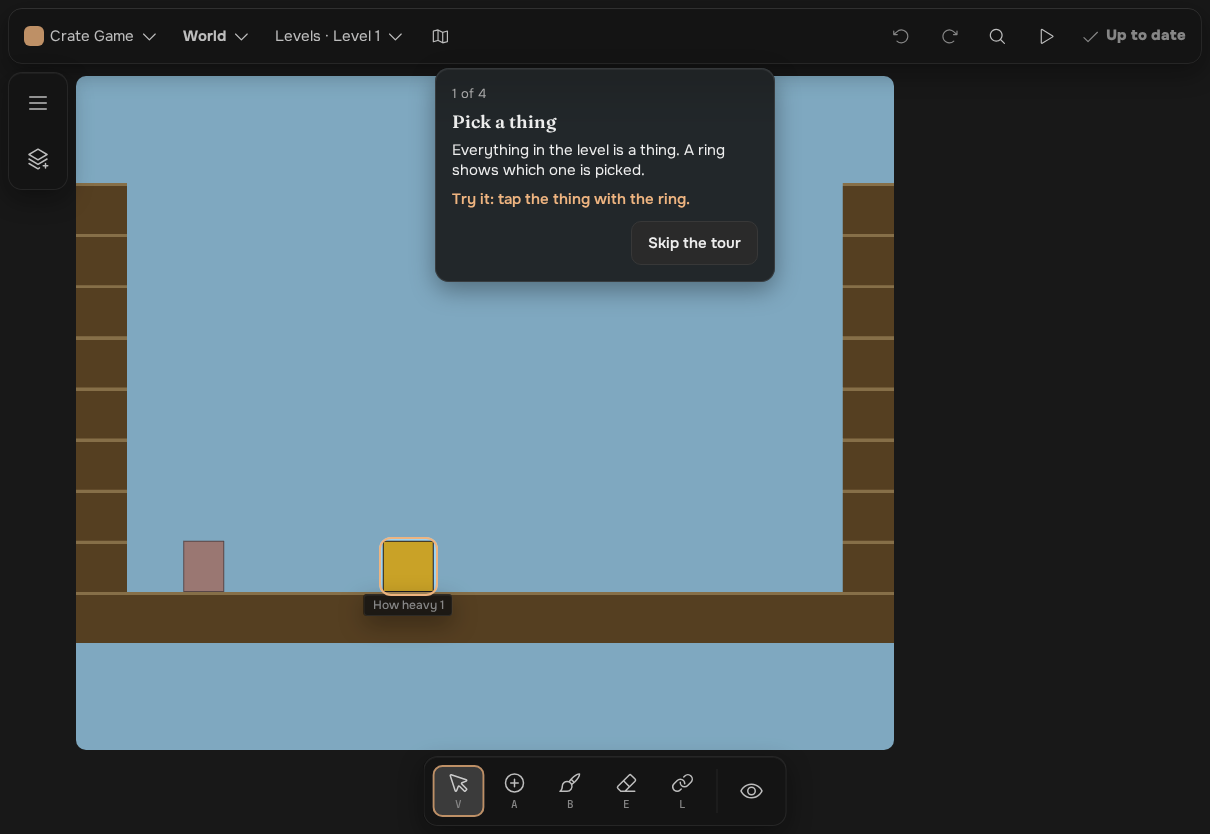 Crate Game World Levels · Level 1 Up to date
1 of 4
Pick a thing
Everything in the level is a thing. A ring
shows which one is picked.
Try it: tap the thing with the ring.
Skip the tour
How heavy 1
V A B E L